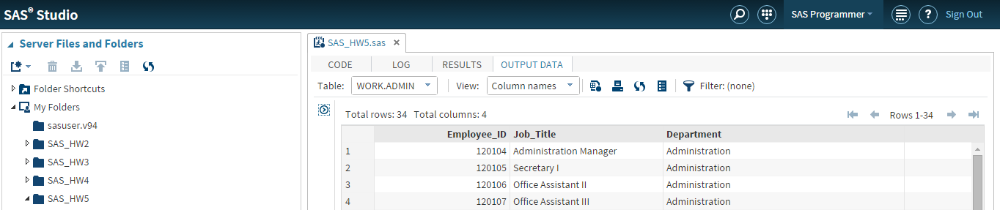 SAS® Studio
SAS Programmer
?
Sign Out
Server Files and Folders
Folder Shortcuts
My Folders
sasuser.v94
SAS_HW2
SAS_HW3
SAS_HW4
SAS_HW5
SAS_HW5.sas
CODE LOG RESULTS OUTPUT DATA
Table: WORK.ADMIN View: Column names Filter: (none)
Total rows: 34 Total columns: 4 Rows 1-34
Employee_ID Job_Title Department
1 120104 Administration Manager Administration
2 120105 Secretary I Administration
3 120106 Office Assistant II Administration
4 120107 Office Assistant III Administration